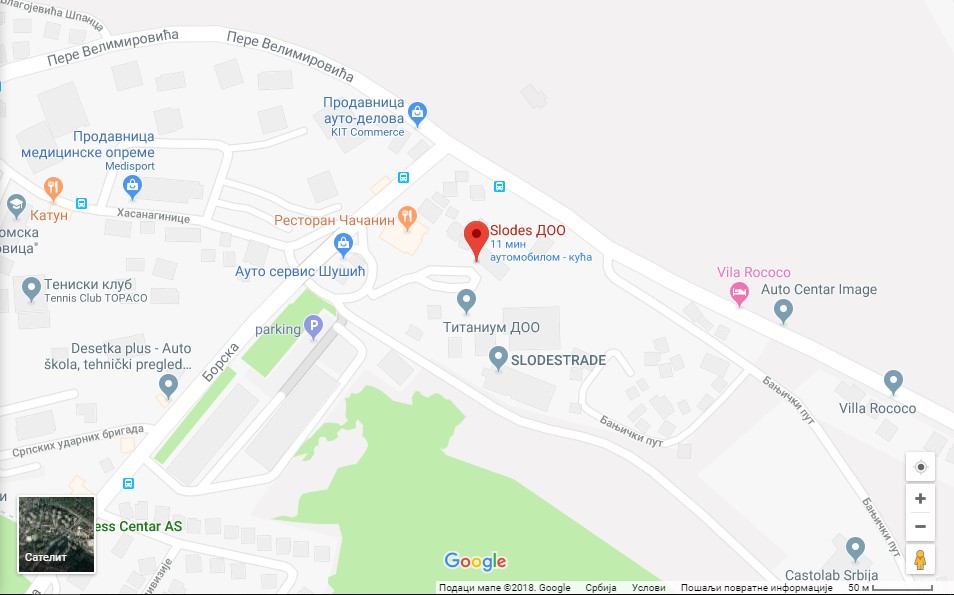 лагојевића Шпанца
Пере Велимировића
Пере Велимировића
Продавница
ауто-делова
KIT Commerce
Продавница
медицинске опреме
Medisport
Катун
Хасанагинице
Ресторан Чачанин
Slodes ДОО
11 мин
аутомобилом - кућа
омска
овица"
Ауто сервис Шушић
Vila Rococo
Auto Centar Image
Тениски клуб
Tennis Club TOPACO
parking
P
Титаниум ДОО
Desetka plus - Auto
škola, tehnički pregled...
Борска
SLODESTRADE
Бањички пут
Villa Rococo
Српских ударних бригада
Бањички пут
Бањички пут
ess Centar AS
Сателит
ивизије
Google
Castolab Srbija
Подаци мапе ©2018. Google
Србија
Услови
Пошаљи повратне информације
50 м